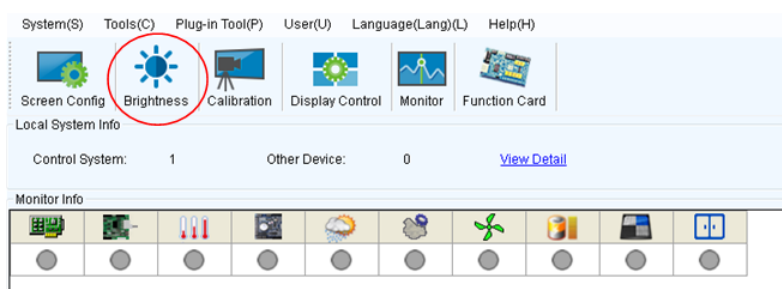 System(S) Tools(C) Plug-in Tool(P) User(U) Language(Lang)(L) Help(H)
Screen Config Brightness Calibration Display Control Monitor Function Card
Local System Info
Control System: 1 Other Device: 0 View Detail
Monitor Info